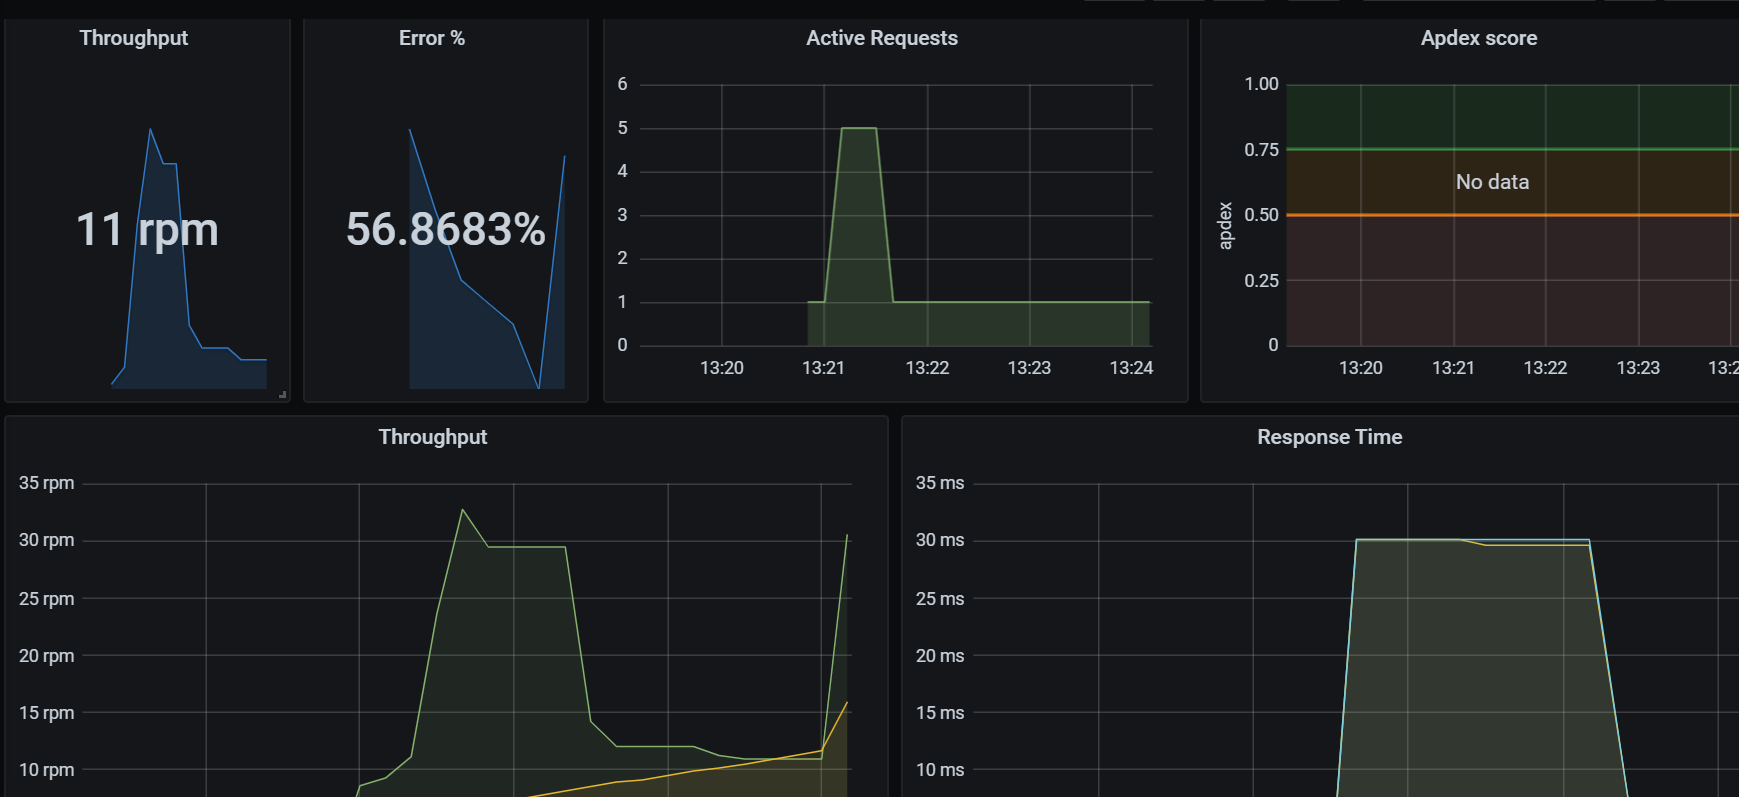 Throughput
11 rpm
Error %
56.8683%
Active Requests
6
5
4
3
2
1
0
13:20 13:21 13:22 13:23 13:24
Apdex score
apdex
1.00
0.75
0.50
0.25
0
No data
13:20 13:21 13:22 13:23
Throughput
35 rpm
30 rpm
25 rpm
20 rpm
15 rpm
10 rpm
Response Time
35 ms
30 ms
25 ms
20 ms
15 ms
10 ms